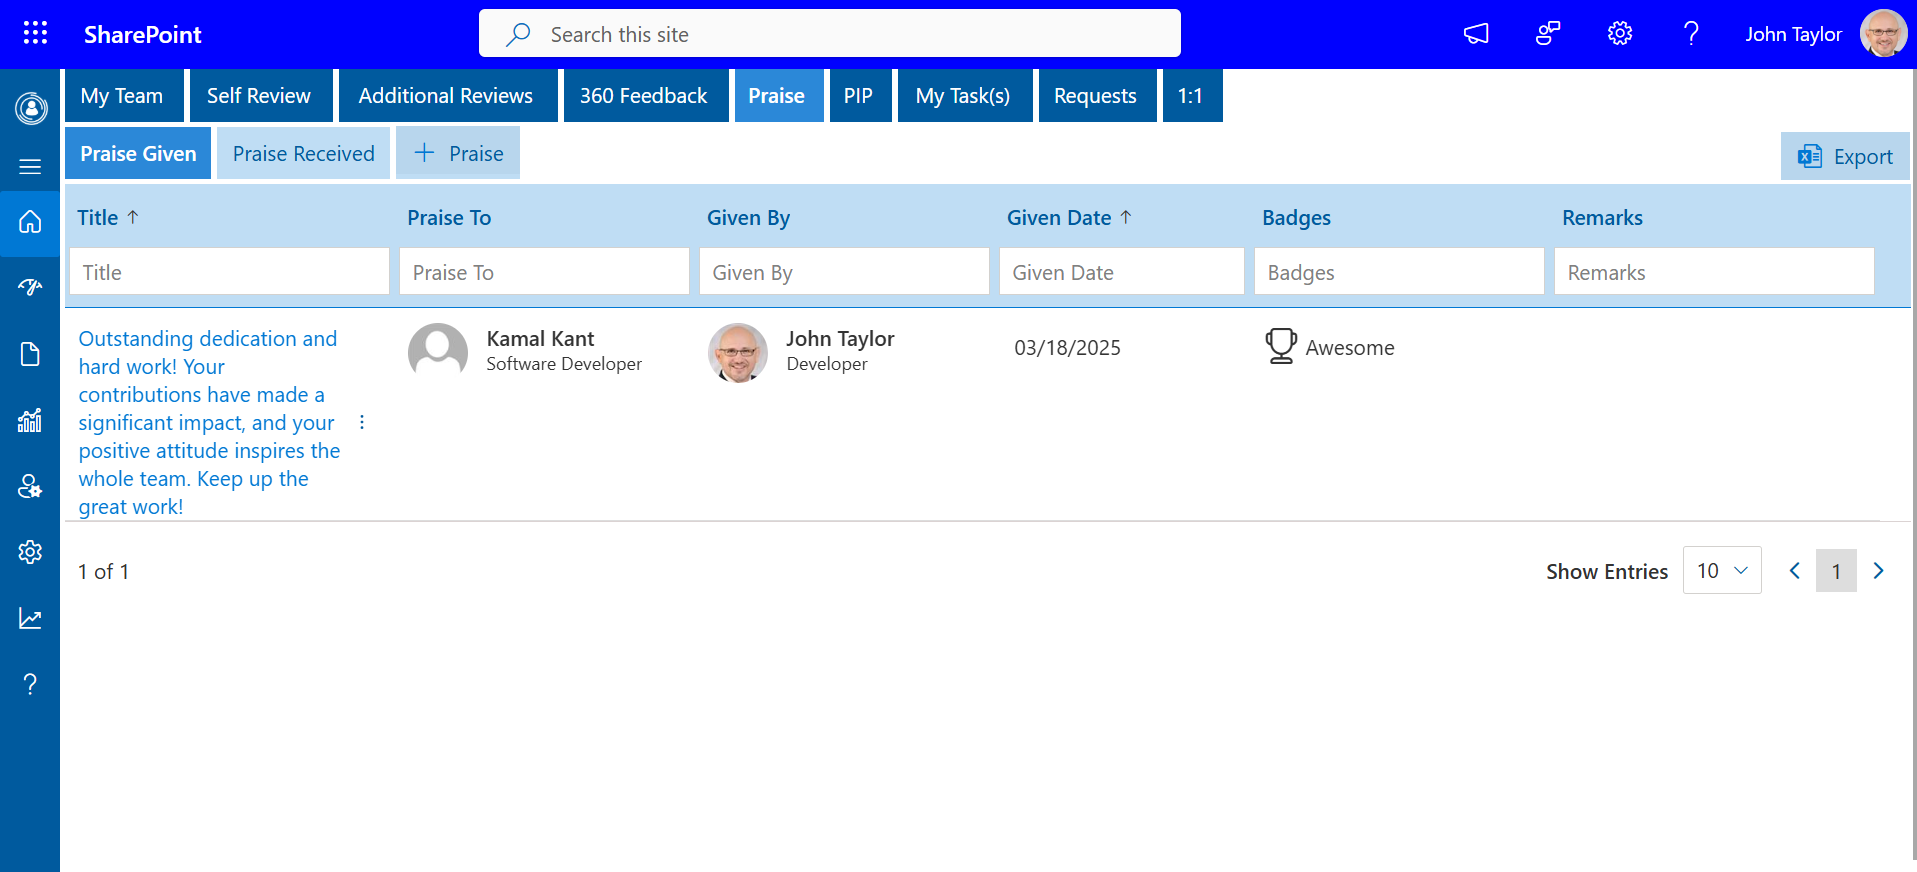 SharePoint
Search this site
John Taylor
My Team
Self Review
Additional Reviews
360 Feedback
Praise
PIP
My Task(s)
Requests
1:1
Praise Given
Praise Received
Praise
Export
Title
Praise To
Given By
Given Date
Badges
Remarks
Title
Praise To
Given By
Given Date
Badges
Remarks
Outstanding dedication and
hard work! Your
contributions have made a
significant impact, and your
positive attitude inspires the
whole team. Keep up the
great work!
Kamal Kant
Software Developer
John Taylor
Developer
03/18/2025
Awesome
1 of 1
Show Entries
10
1